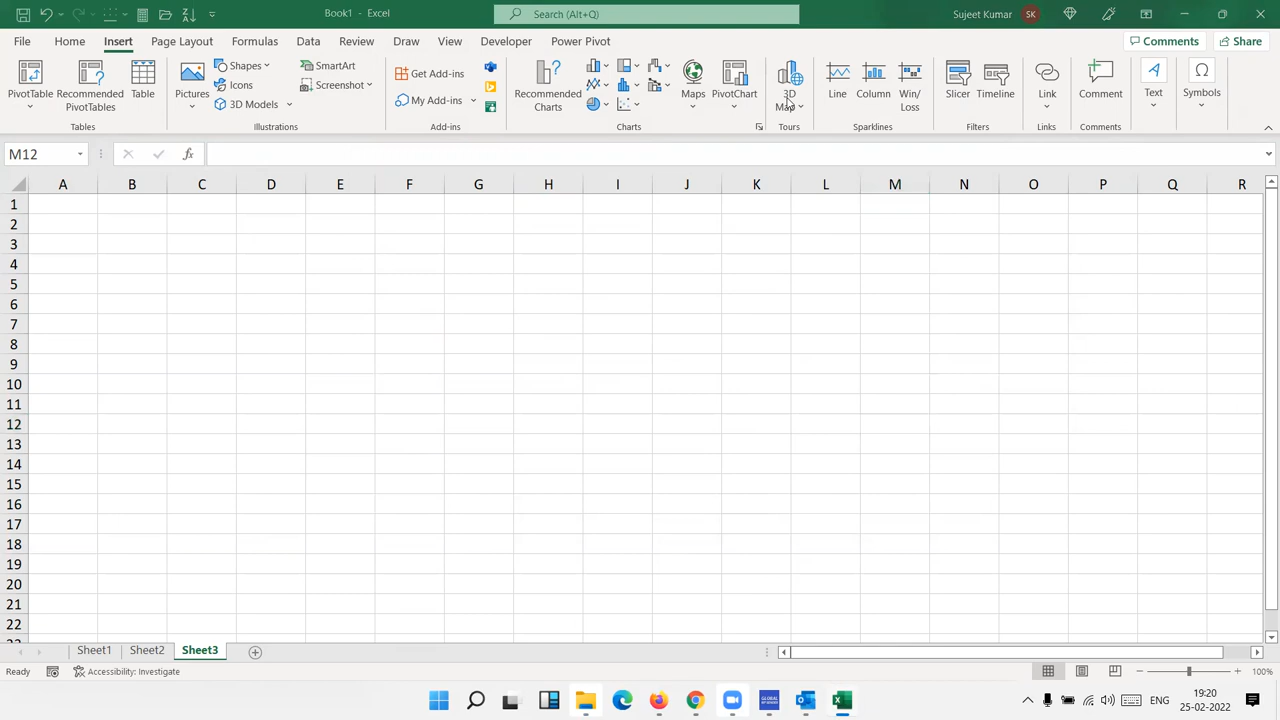 Book1 - Excel
Search (Alt+Q)
Sujeet Kumar
SK
File
Home
Insert
Page Layout
Formulas
Data
Review
View
Draw
Developer
Power Pivot
Comments
Share
PivotTable
Recommended PivotTables
Table
Tables
Pictures
Shapes
Icons
3D Models
SmartArt
Screenshot
Illustrations
Get Add-ins
My Add-ins
Add-ins
Recommended Charts
Maps
PivotChart
Charts
3D Map
Tours
Line
Column
Win/Loss
Sparklines
Slicer
Timeline
Filters
Link
Links
Comment
Comments
Text
Symbols
M12
fx
A B C D E F G H I J K L M N O P Q R
1
2
3
4
5
6
7
8
9
10
11
12
13
14
15
16
17
18
19
20
21
22
23
Sheet1 Sheet2 Sheet3
Ready
Accessibility: Investigate
100%
ENG
19:20
25-02-2022